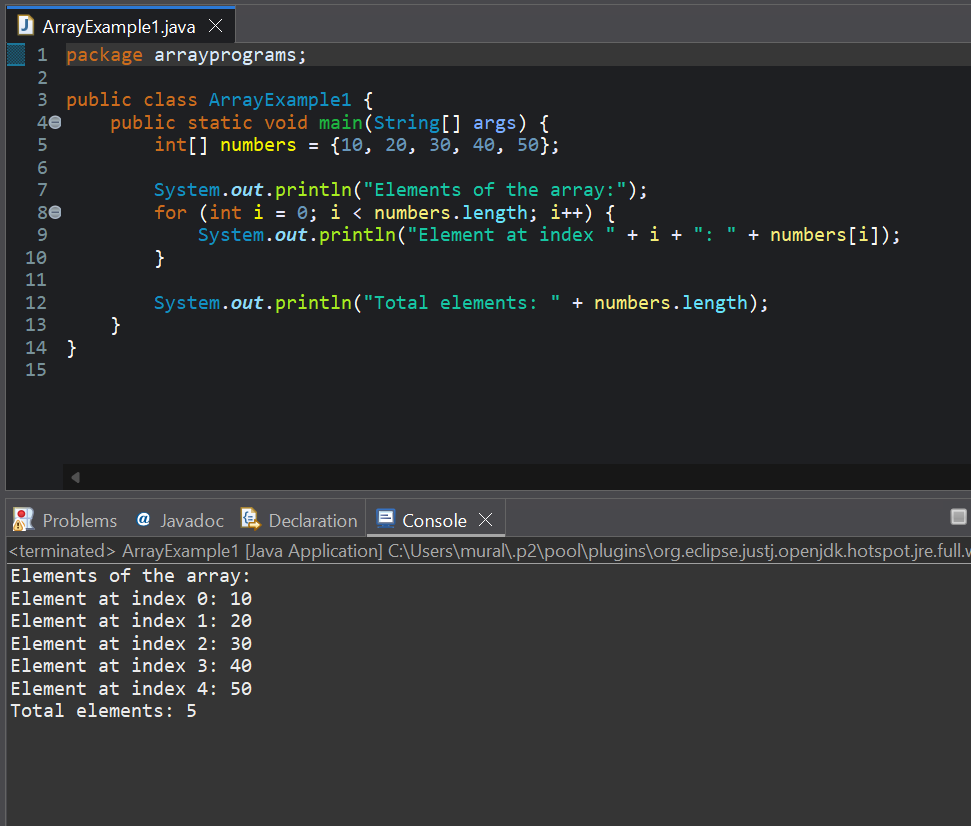 ArrayExample1.java
1 package arrayprograms;
2
3 public class ArrayExample1 {
4     public static void main(String[] args) {
5         int[] numbers = {10, 20, 30, 40, 50};
6
7         System.out.println("Elements of the array:");
8         for (int i = 0; i < numbers.length; i++) {
9             System.out.println("Element at index " + i + ": " + numbers[i]);
10         }
11
12         System.out.println("Total elements: " + numbers.length);
13     }
14 }
15
Problems @ Javadoc Declaration Console
<terminated> ArrayExample1 [Java Application] C:\Users\mural\.p2\pool\plugins\org.eclipse.justj.openjdk.hotspot.jre.full.w
Elements of the array:
Element at index 0: 10
Element at index 1: 20
Element at index 2: 30
Element at index 3: 40
Element at index 4: 50
Total elements: 5